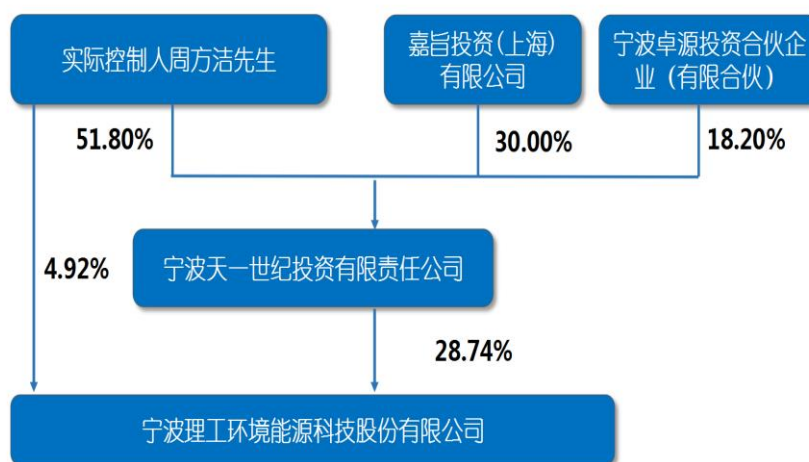 实际控制人周方洁先生
嘉旨投资(上海)
有限公司
宁波卓源投资合伙企
业（有限合伙）
51.80%
30.00%
18.20%
宁波天一世纪投资有限责任公司
4.92%
28.74%
宁波理工环境能源科技股份有限公司